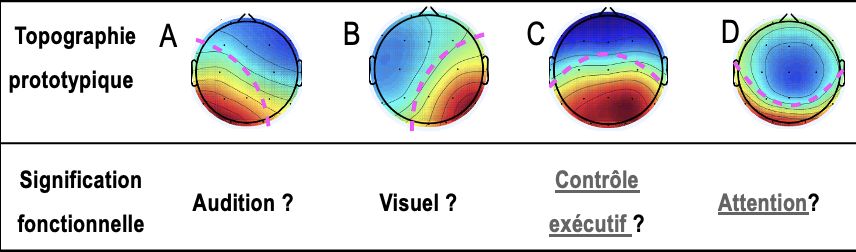 Topographie prototypique
A B C D
Signification fonctionnelle
Audition ?
Visuel ?
Contrôle exécutif ?
Attention?